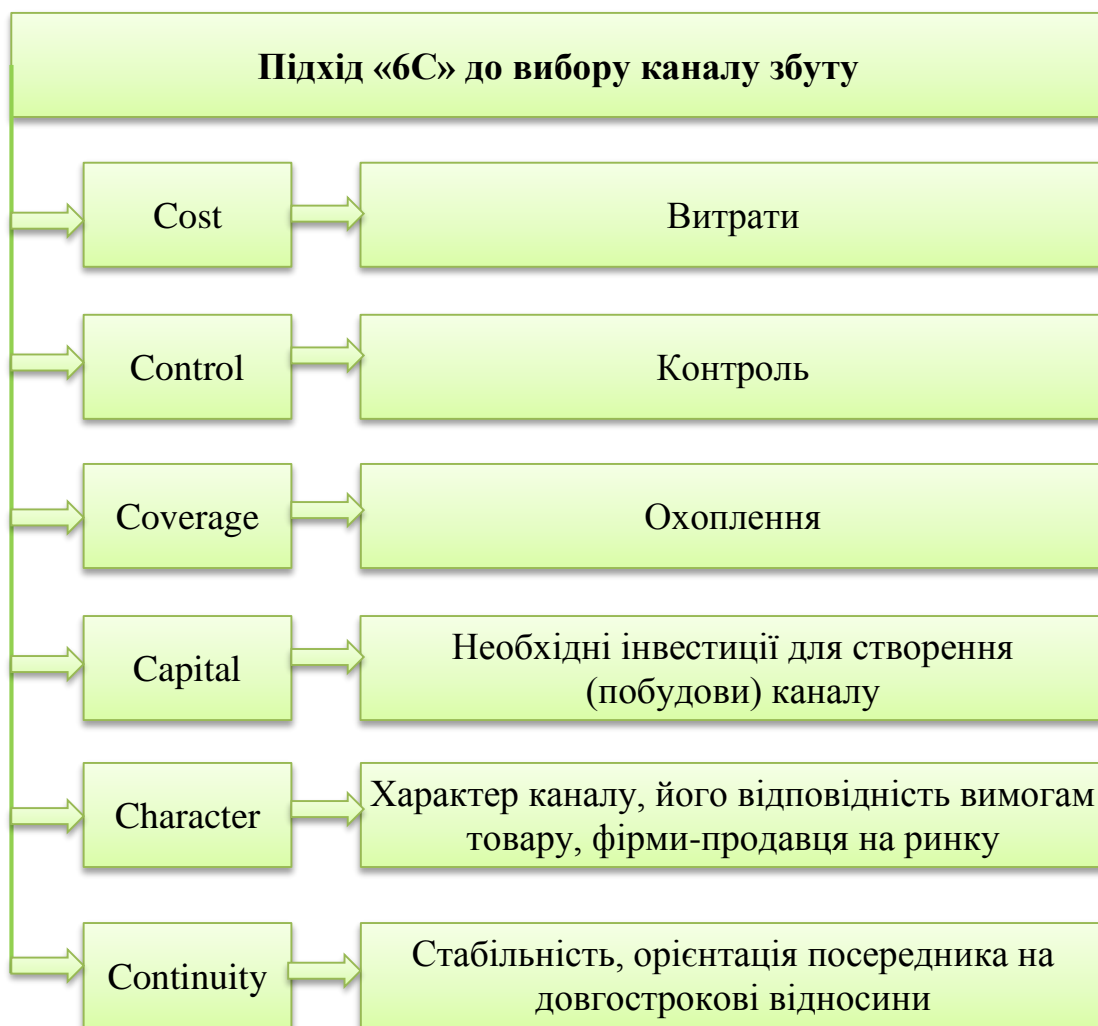 Підхід «6С» до вибору каналу збуту
Cost
Витрати
Control
Контроль
Coverage
Охоплення
Capital
Необхідні інвестиції для створення
(побудови) каналу
Character
Характер каналу, його відповідність вимогам
товару, фірми-продавця на ринку
Continuity
Стабільність, орієнтація посередника на
довгострокові відносини